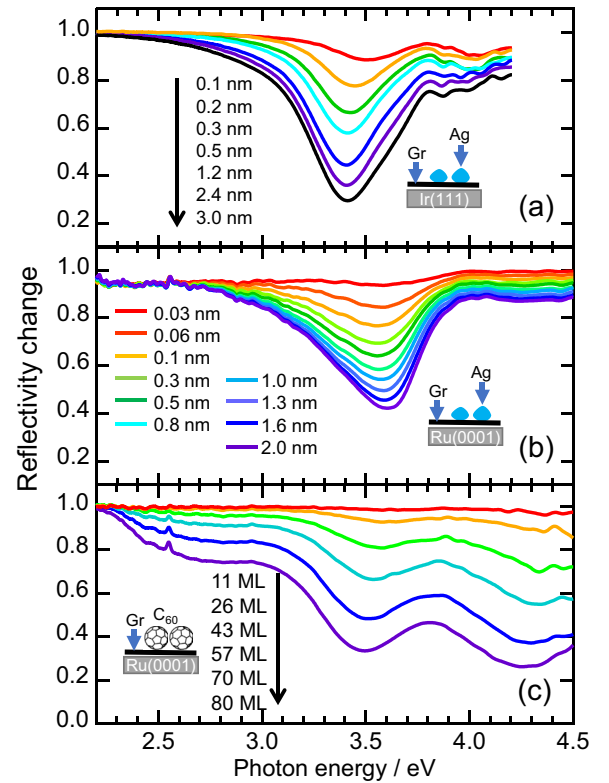 1.0
0.8
0.6
0.4
0.2
0.1 nm
0.2 nm
0.3 nm
0.5 nm
1.2 nm
2.4 nm
3.0 nm
Gr
Ag
Ir(111)
(a)
Reflectivity change
1.0
0.8
0.6
0.4
0.2
0.03 nm
0.06 nm
0.1 nm
0.3 nm
0.5 nm
0.8 nm
1.0 nm
1.3 nm
1.6 nm
2.0 nm
Gr
Ag
Ru(0001)
(b)
1.0
0.8
0.6
0.4
0.2
0.0
Gr
C60
Ru(0001)
11 ML
26 ML
43 ML
57 ML
70 ML
80 ML
(c)
2.5 3.0 3.5 4.0 4.5
Photon energy / eV